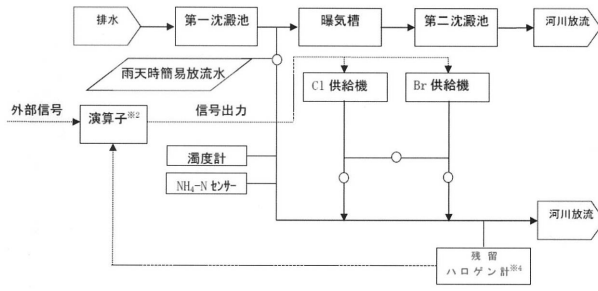 排水
第一沈澱池
曝気槽
第二沈澱池
河川放流
雨天時簡易放流水
Cl 供給機
Br 供給機
外部信号
演算子※2
信号出力
濁度計
NH₄-N センサー
河川放流
残留
ハロゲン計※4